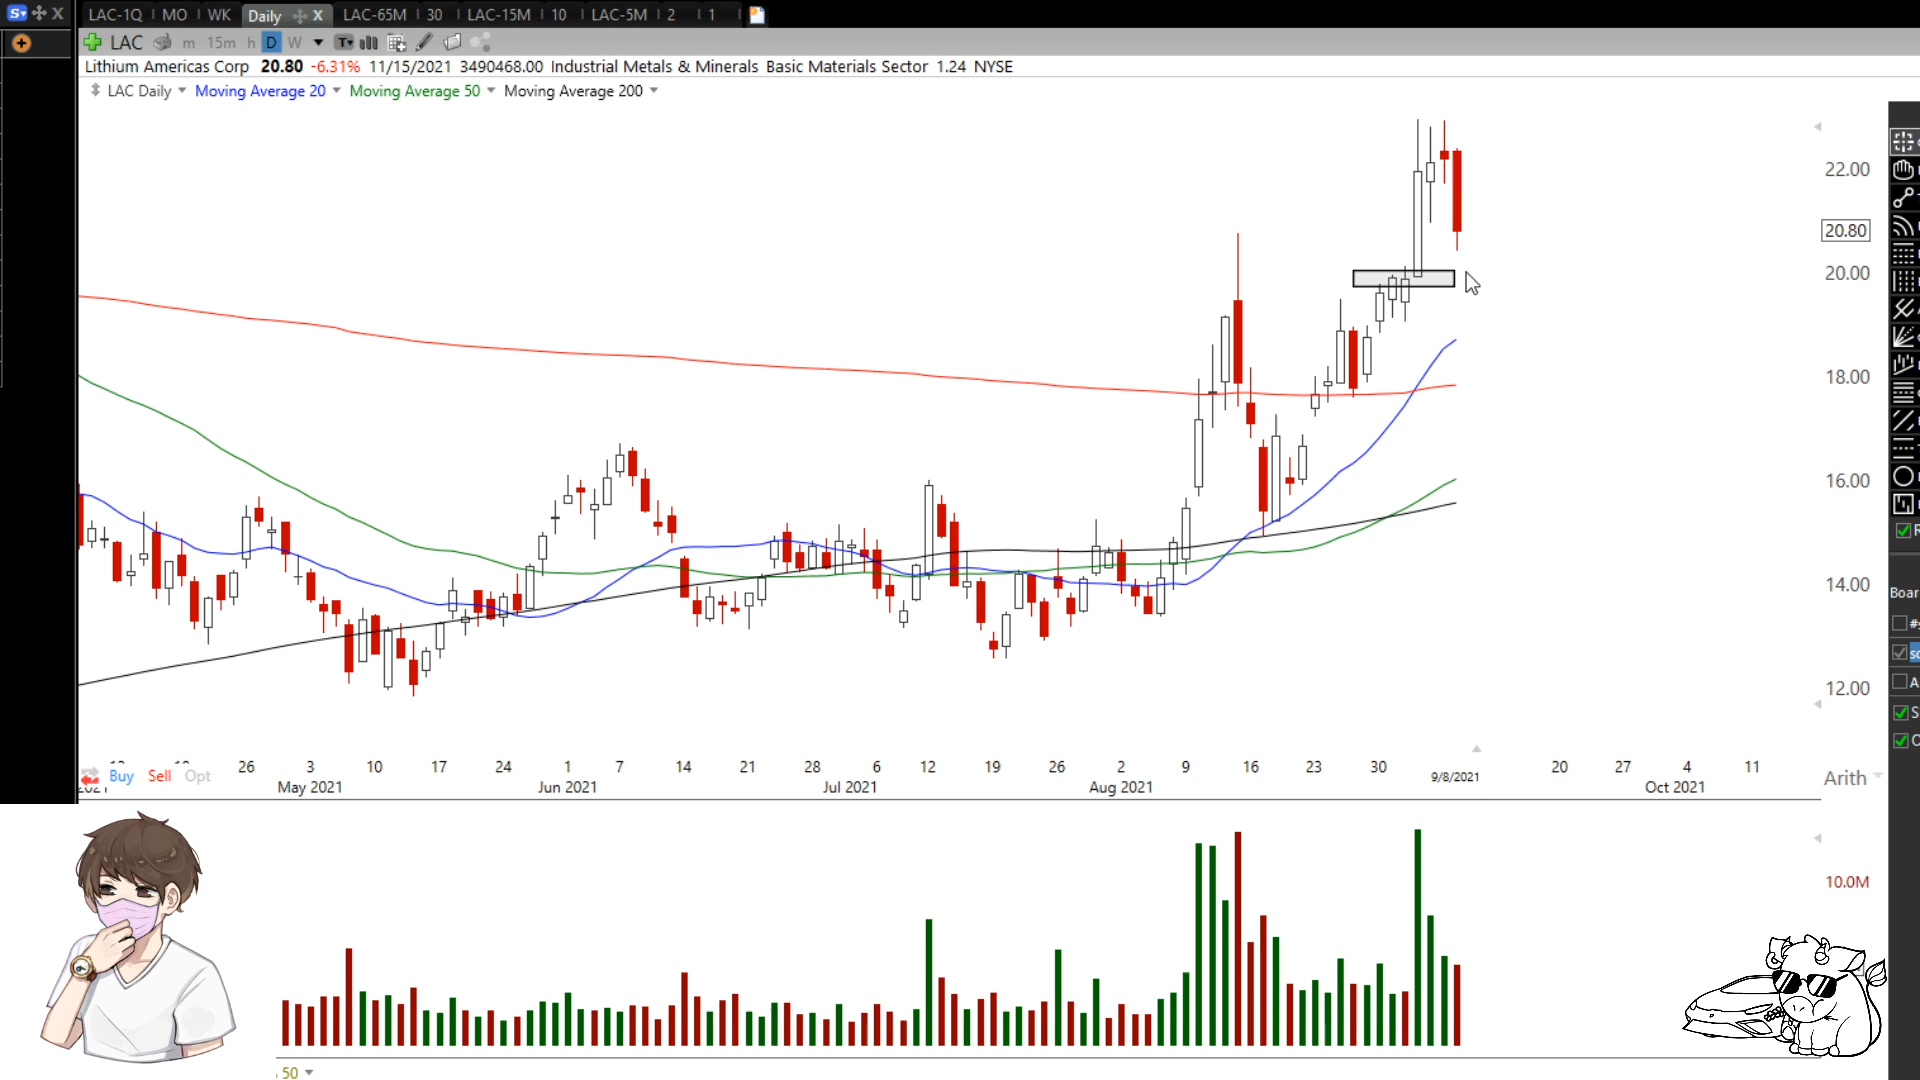 S LAC-1Q MO WK Daily X LAC-65M 30 LAC-15M 10 LAC-5M 2 1
LAC m 15m h D W T
Lithium Americas Corp 20.80 -6.31% 11/15/2021 3490468.00 Industrial Metals & Minerals Basic Materials Sector 1.24 NYSE
LAC Daily Moving Average 20 Moving Average 50 Moving Average 200
22.00
20.80
20.00
18.00
16.00
14.00
12.00
Boar
26 3 10 17 24 1 7 14 21 28 6 12 19 26 2 9 16 23 30 9/8/2021 20 27 4 11
Buy Sell Opt
May 2021 Jun 2021 Jul 2021 Aug 2021 Oct 2021
Arith
10.0M
50